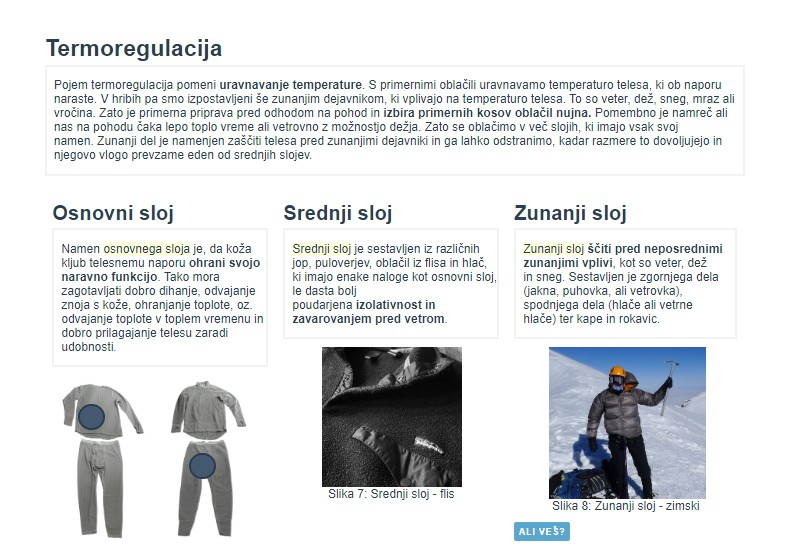 Termoregulacija
Pojem termoregulacija pomeni uravnavanje temperature. S primernimi oblačili uravnavamo temperaturo telesa, ki ob naporu
naraste. V hribih pa smo izpostavljeni še zunanjim dejavnikom, ki vplivajo na temperaturo telesa. To so veter, dež, sneg, mraz ali
vročina. Zato je primerna priprava pred odhodom na pohod in izbira primernih kosov oblačil nujna. Pomembno je namreč ali
nas na pohodu čaka lepo toplo vreme ali vetrovno z možnostjo dežja. Zato se oblačimo v več slojih, ki imajo vsak svoj
namen. Zunanji del je namenjen zaščiti telesa pred zunanjimi dejavniki in ga lahko odstranimo, kadar razmere to dovoljujejo in
njegovo vlogo prevzame eden od srednjih slojev.
Osnovni sloj
Namen osnovnega sloja je, da koža
kljub telesnemu naporu ohrani svojo
naravno funkcijo. Tako mora
zagotavljati dobro dihanje, odvajanje
znoja s kože, ohranjanje toplote, oz.
odvajanje toplote v toplem vremenu in
dobro prilagajanje telesu zaradi
udobnosti.
Srednji sloj
Srednji sloj je sestavljen iz različnih
jop, puloverjev, oblačil iz flisa in hlač,
ki imajo enake naloge kot osnovni sloj,
le dasta bolj
poudarjena izolativnost in
zavarovanjem pred vetrom.
Slika 7: Srednji sloj - flis
Zunanji sloj
Zunanji sloj ščiti pred neposrednimi
zunanjimi vplivi, kot so veter, dež
in sneg. Sestavljen je zgornjega dela
(jakna, puhovka, ali vetrovka),
spodnjega dela (hlače ali vetrne
hlače) ter kape in rokavic.
Slika 8: Zunanji sloj - zimski
ALI VEŠ?